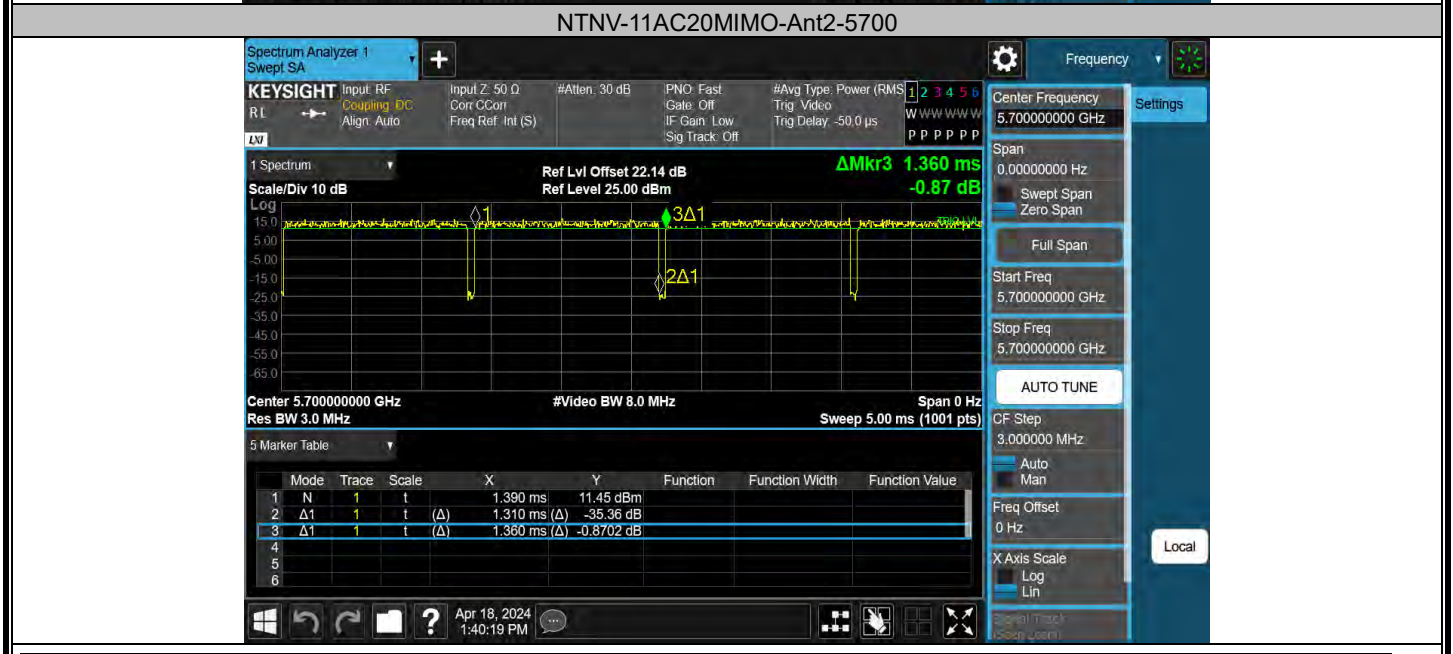 NTNV-11AC20MIMO-Ant2-5700
Spectrum Analyzer 1
Swept SA
Frequency
KEYSIGHT
RL
LXI
Input: RF
Coupling: DC
Align: Auto
Input Z: 50 Ω
Corr CCorr
Freq Ref: Int (S)
#Atten: 30 dB
PNO: Fast
Gate: Off
IF Gain: Low
Sig Track: Off
#Avg Type: Power (RMS
Trig: Video
Trig Delay: -50.0 µs
1 2 3 4 5 6
W W W W W W
P P P P P P
Center Frequency
5.700000000 GHz
Settings
Span
0.00000000 Hz
Swept Span
Zero Span
Full Span
Start Freq
5.700000000 GHz
Stop Freq
5.700000000 GHz
AUTO TUNE
CF Step
3.000000 MHz
Auto
Man
Freq Offset
0 Hz
X Axis Scale
Log
Lin
Local
1 Spectrum
Scale/Div 10 dB
Ref Lvl Offset 22.14 dB
Ref Level 25.00 dBm
ΔMkr3 1.360 ms
-0.87 dB
Log
15.0
5.00
-5.00
-15.0
-25.0
-35.0
-45.0
-55.0
-65.0
1
3Δ1
2Δ1
TRIG LVL
Center 5.700000000 GHz
Res BW 3.0 MHz
#Video BW 8.0 MHz
Span 0 Hz
Sweep 5.00 ms (1001 pts)
5 Marker Table
Mode Trace Scale X Y Function Function Width Function Value
1 N 1 t 1.390 ms 11.45 dBm
2 Δ1 1 t (Δ) 1.310 ms (Δ) -35.36 dB
3 Δ1 1 t (Δ) 1.360 ms (Δ) -0.8702 dB
4
5
6
?
Apr 18, 2024
1:40:19 PM